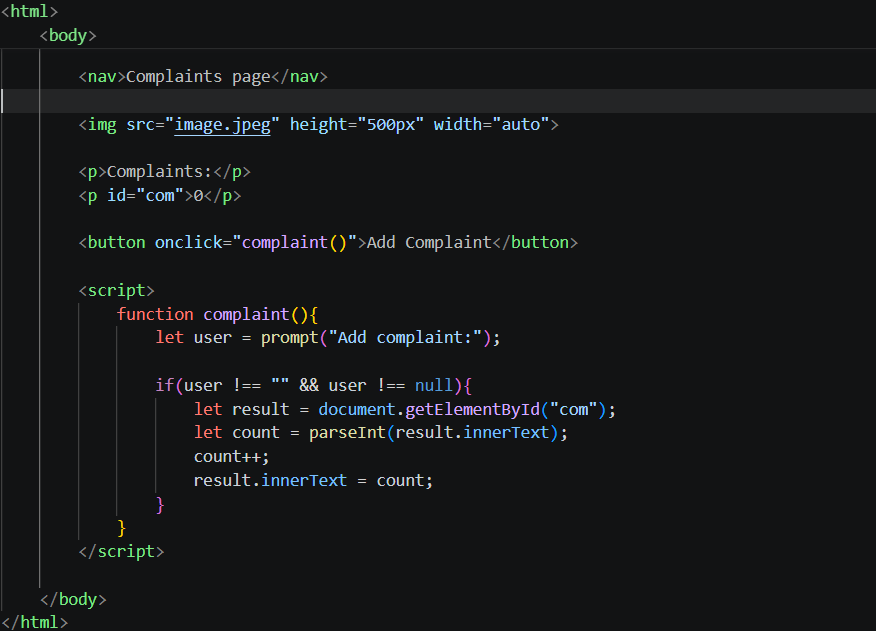 <html>
<body>
<nav>Complaints page</nav>
<img src="image.jpeg" height="500px" width="auto">
<p>Complaints:</p>
<p id="com">0</p>
<button onclick="complaint()">Add Complaint</button>
<script>
function complaint(){
let user = prompt("Add complaint:");
if(user !== "" && user !== null){
let result = document.getElementById("com");
let count = parseInt(result.innerText);
count++;
result.innerText = count;
}
}
</script>
</body>
</html>